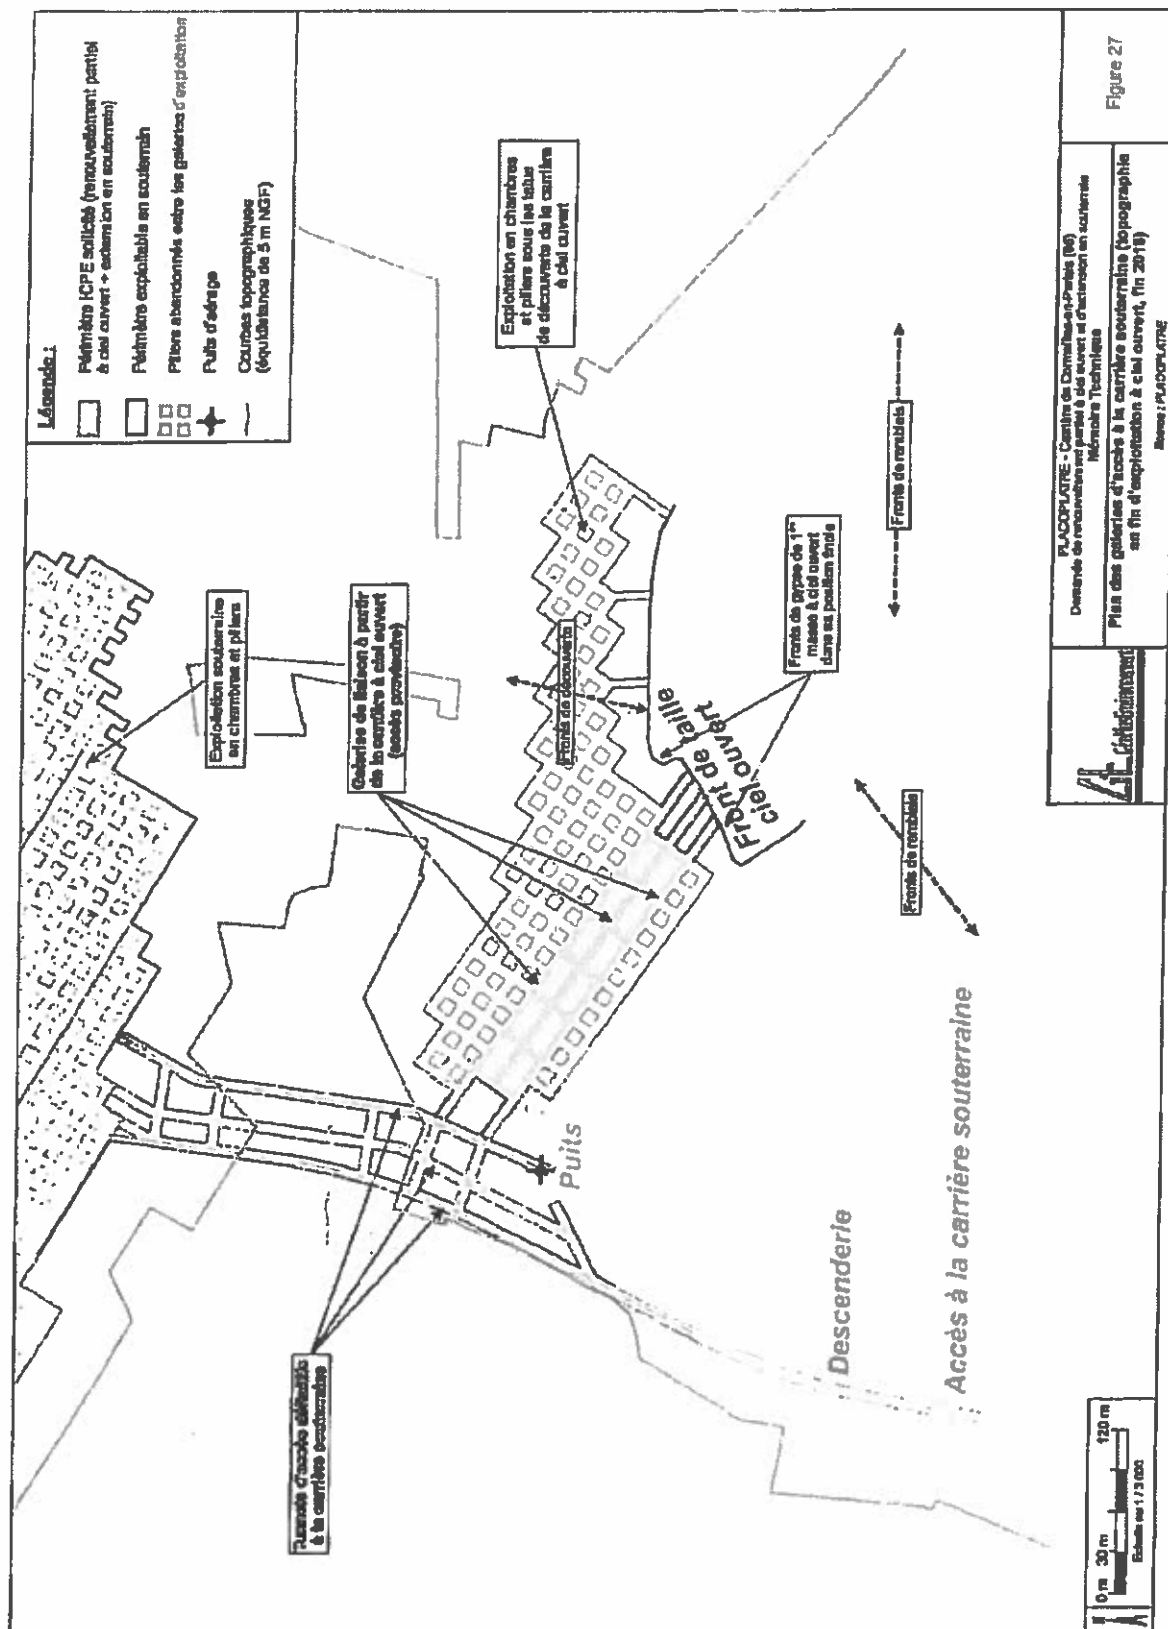 Légende :
Périmètre ICPE sollicité (renouvellement partiel
à ciel ouvert + extension en souterrain)
Périmètre exploitable en souterrain
Piliers abandonnés entre les galeries d'exploitation
Puits d'aérage
Courbes topographiques
(équidistance de 5 m NGF)
Exploitation en chambres
et piliers sous les talus
de découverte de la carrière
à ciel ouvert
Exploitation souterraine
en chambres et piliers
Galeries de liaison à partir
de la carrière à ciel ouvert
(accès provisoire)
Fronts de découverte
Front de taille
ciel ouvert
Fronts de gypse de 1ère
masse à ciel ouvert
dans sa position finale
Fronts de remblais
Fronts de remblais
Tunnels d'accès définitifs
à la carrière souterraine
Puits
Descenderie
Accès à la carrière souterraine
0 m 30 m 120 m
Echelle au 1 / 3 000
PLACOPLATRE - Carrière de Cormeilles-en-Parisis (95)
Demande de renouvellement partiel à ciel ouvert et d'extension en souterrain
Mémoire Technique
Plan des galeries d'accès à la carrière souterraine (topographie
en fin d'exploitation à ciel ouvert, fin 2018)
Source : PLACOPLATRE
Figure 27